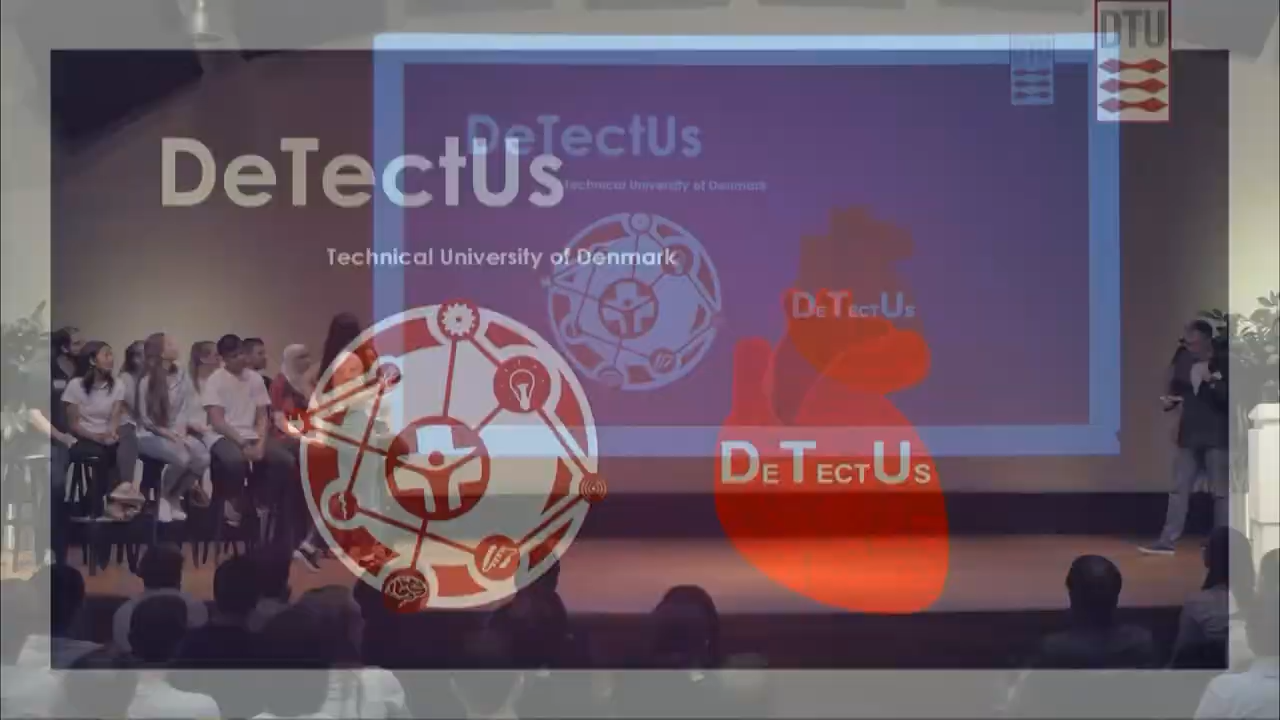 DTU
DeTectUs
DeTectUs
Technical University of Denmark
Technical University of Denmark
DeTectUs
DeTectUs